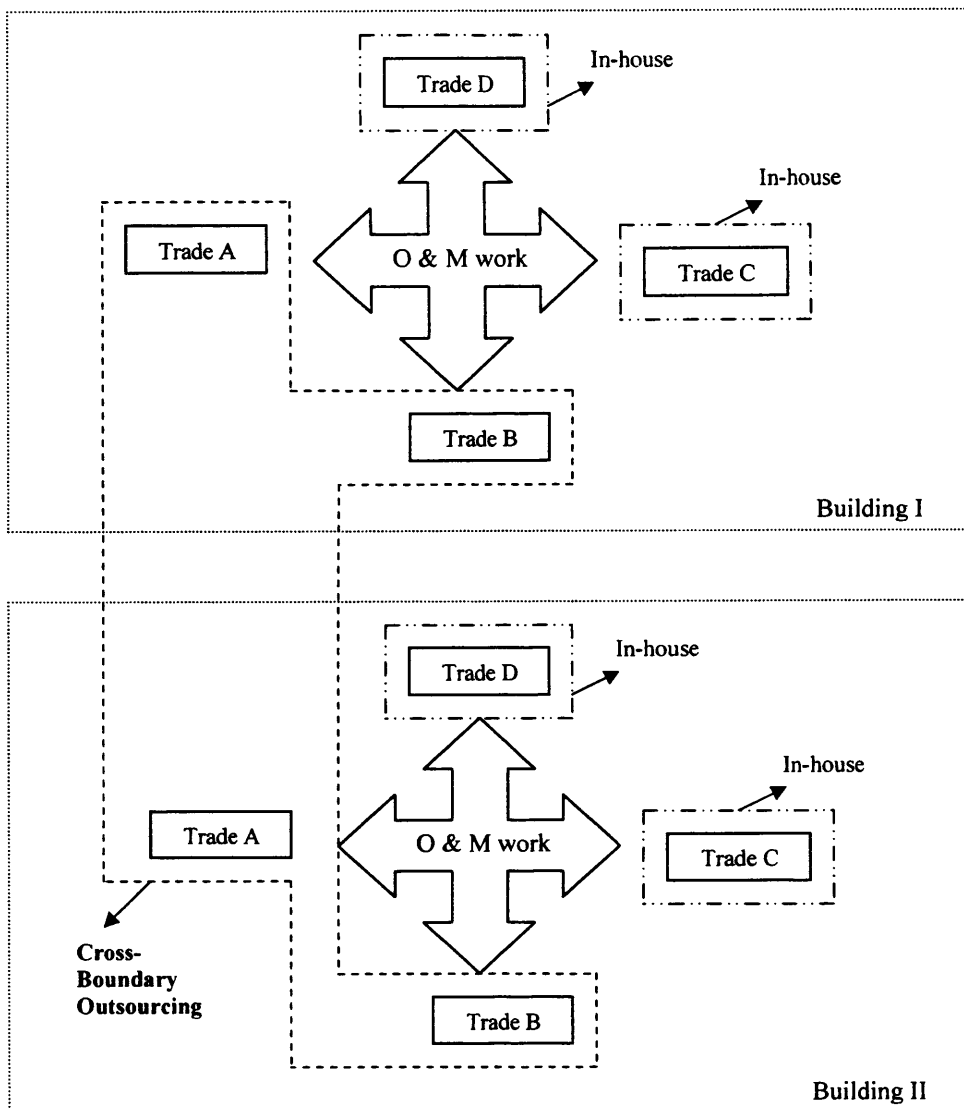 In-house
Trade D
In-house
Trade A
O & M work
Trade C
Trade B
Building I
In-house
Trade D
In-house
Trade A
O & M work
Trade C
Cross-
Boundary
Outsourcing
Trade B
Building II